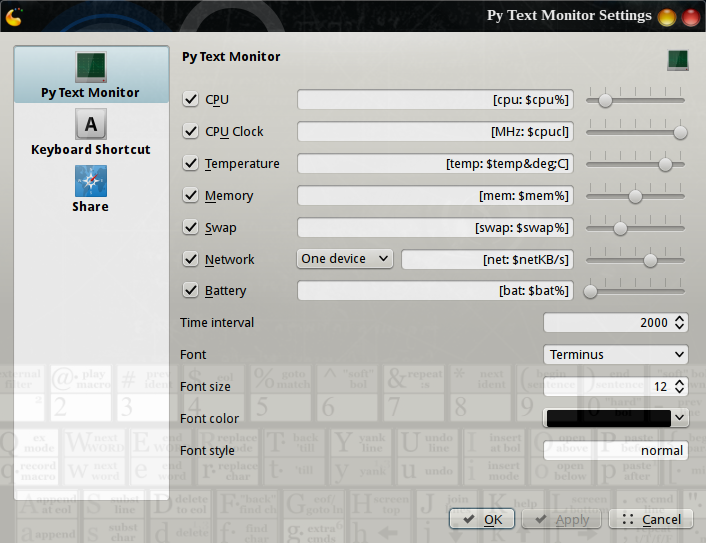 Py Text Monitor Settings
Py Text Monitor
Keyboard Shortcut
Share
Py Text Monitor
CPU [cpu: $cpu%]
CPU Clock [MHz: $cpucl]
Temperature [temp: $temp&deg;C]
Memory [mem: $mem%]
Swap [swap: $swap%]
Network One device [net: $netKB/s]
Battery [bat: $bat%]
Time interval 2000
Font Terminus
Font size 12
Font color
Font style normal
OK Apply Cancel